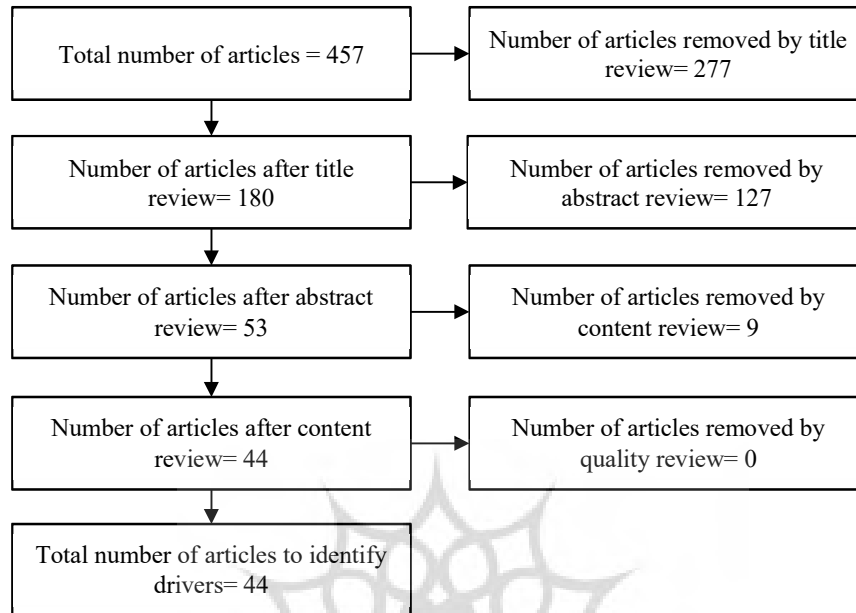 Total number of articles = 457
Number of articles removed by title
review= 277
Number of articles after title
review= 180
Number of articles removed by
abstract review= 127
Number of articles after abstract
review= 53
Number of articles removed by
content review= 9
Number of articles after content
review= 44
Number of articles removed by
quality review= 0
Total number of articles to identify
drivers= 44